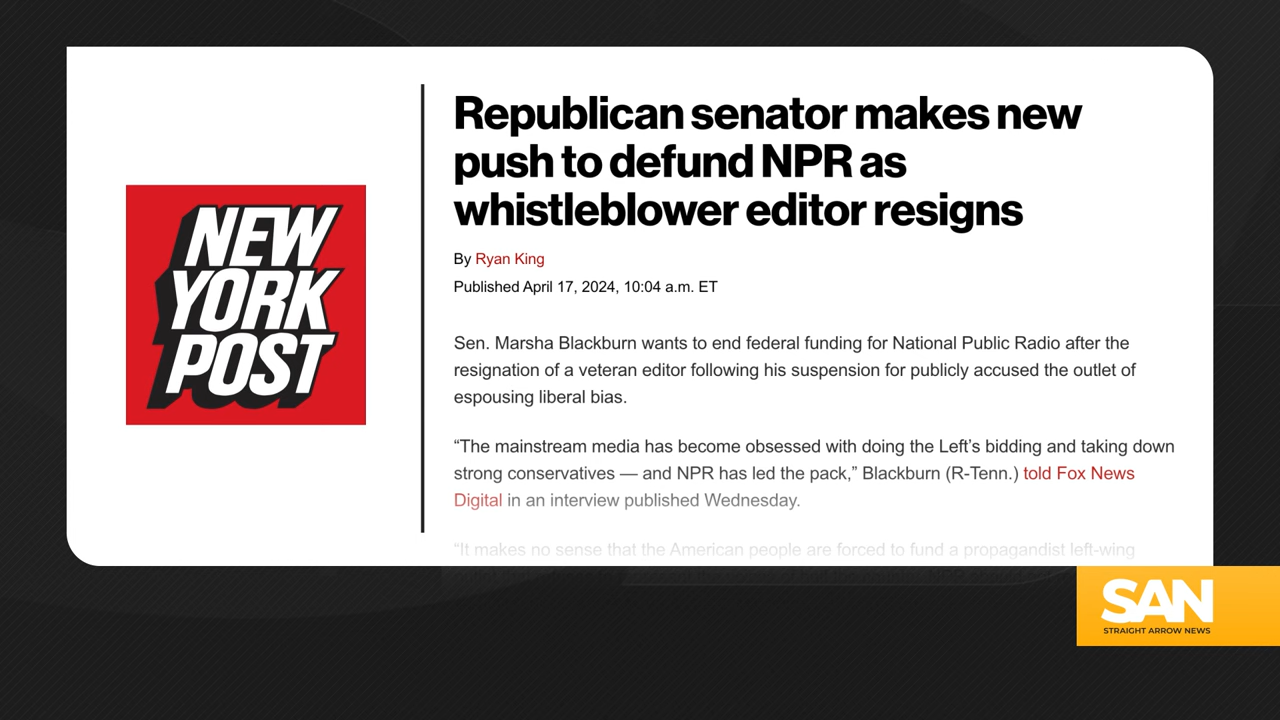 NEW
YORK
POST
Republican senator makes new
push to defund NPR as
whistleblower editor resigns
By Ryan King
Published April 17, 2024, 10:04 a.m. ET
Sen. Marsha Blackburn wants to end federal funding for National Public Radio after the
resignation of a veteran editor following his suspension for publicly accused the outlet of
espousing liberal bias.
“The mainstream media has become obsessed with doing the Left’s bidding and taking down
strong conservatives — and NPR has led the pack,” Blackburn (R-Tenn.) told Fox News
Digital in an interview published Wednesday.
“It makes no sense that the American people are forced to fund a propagandist left-wing
SAN
STRAIGHT ARROW NEWS